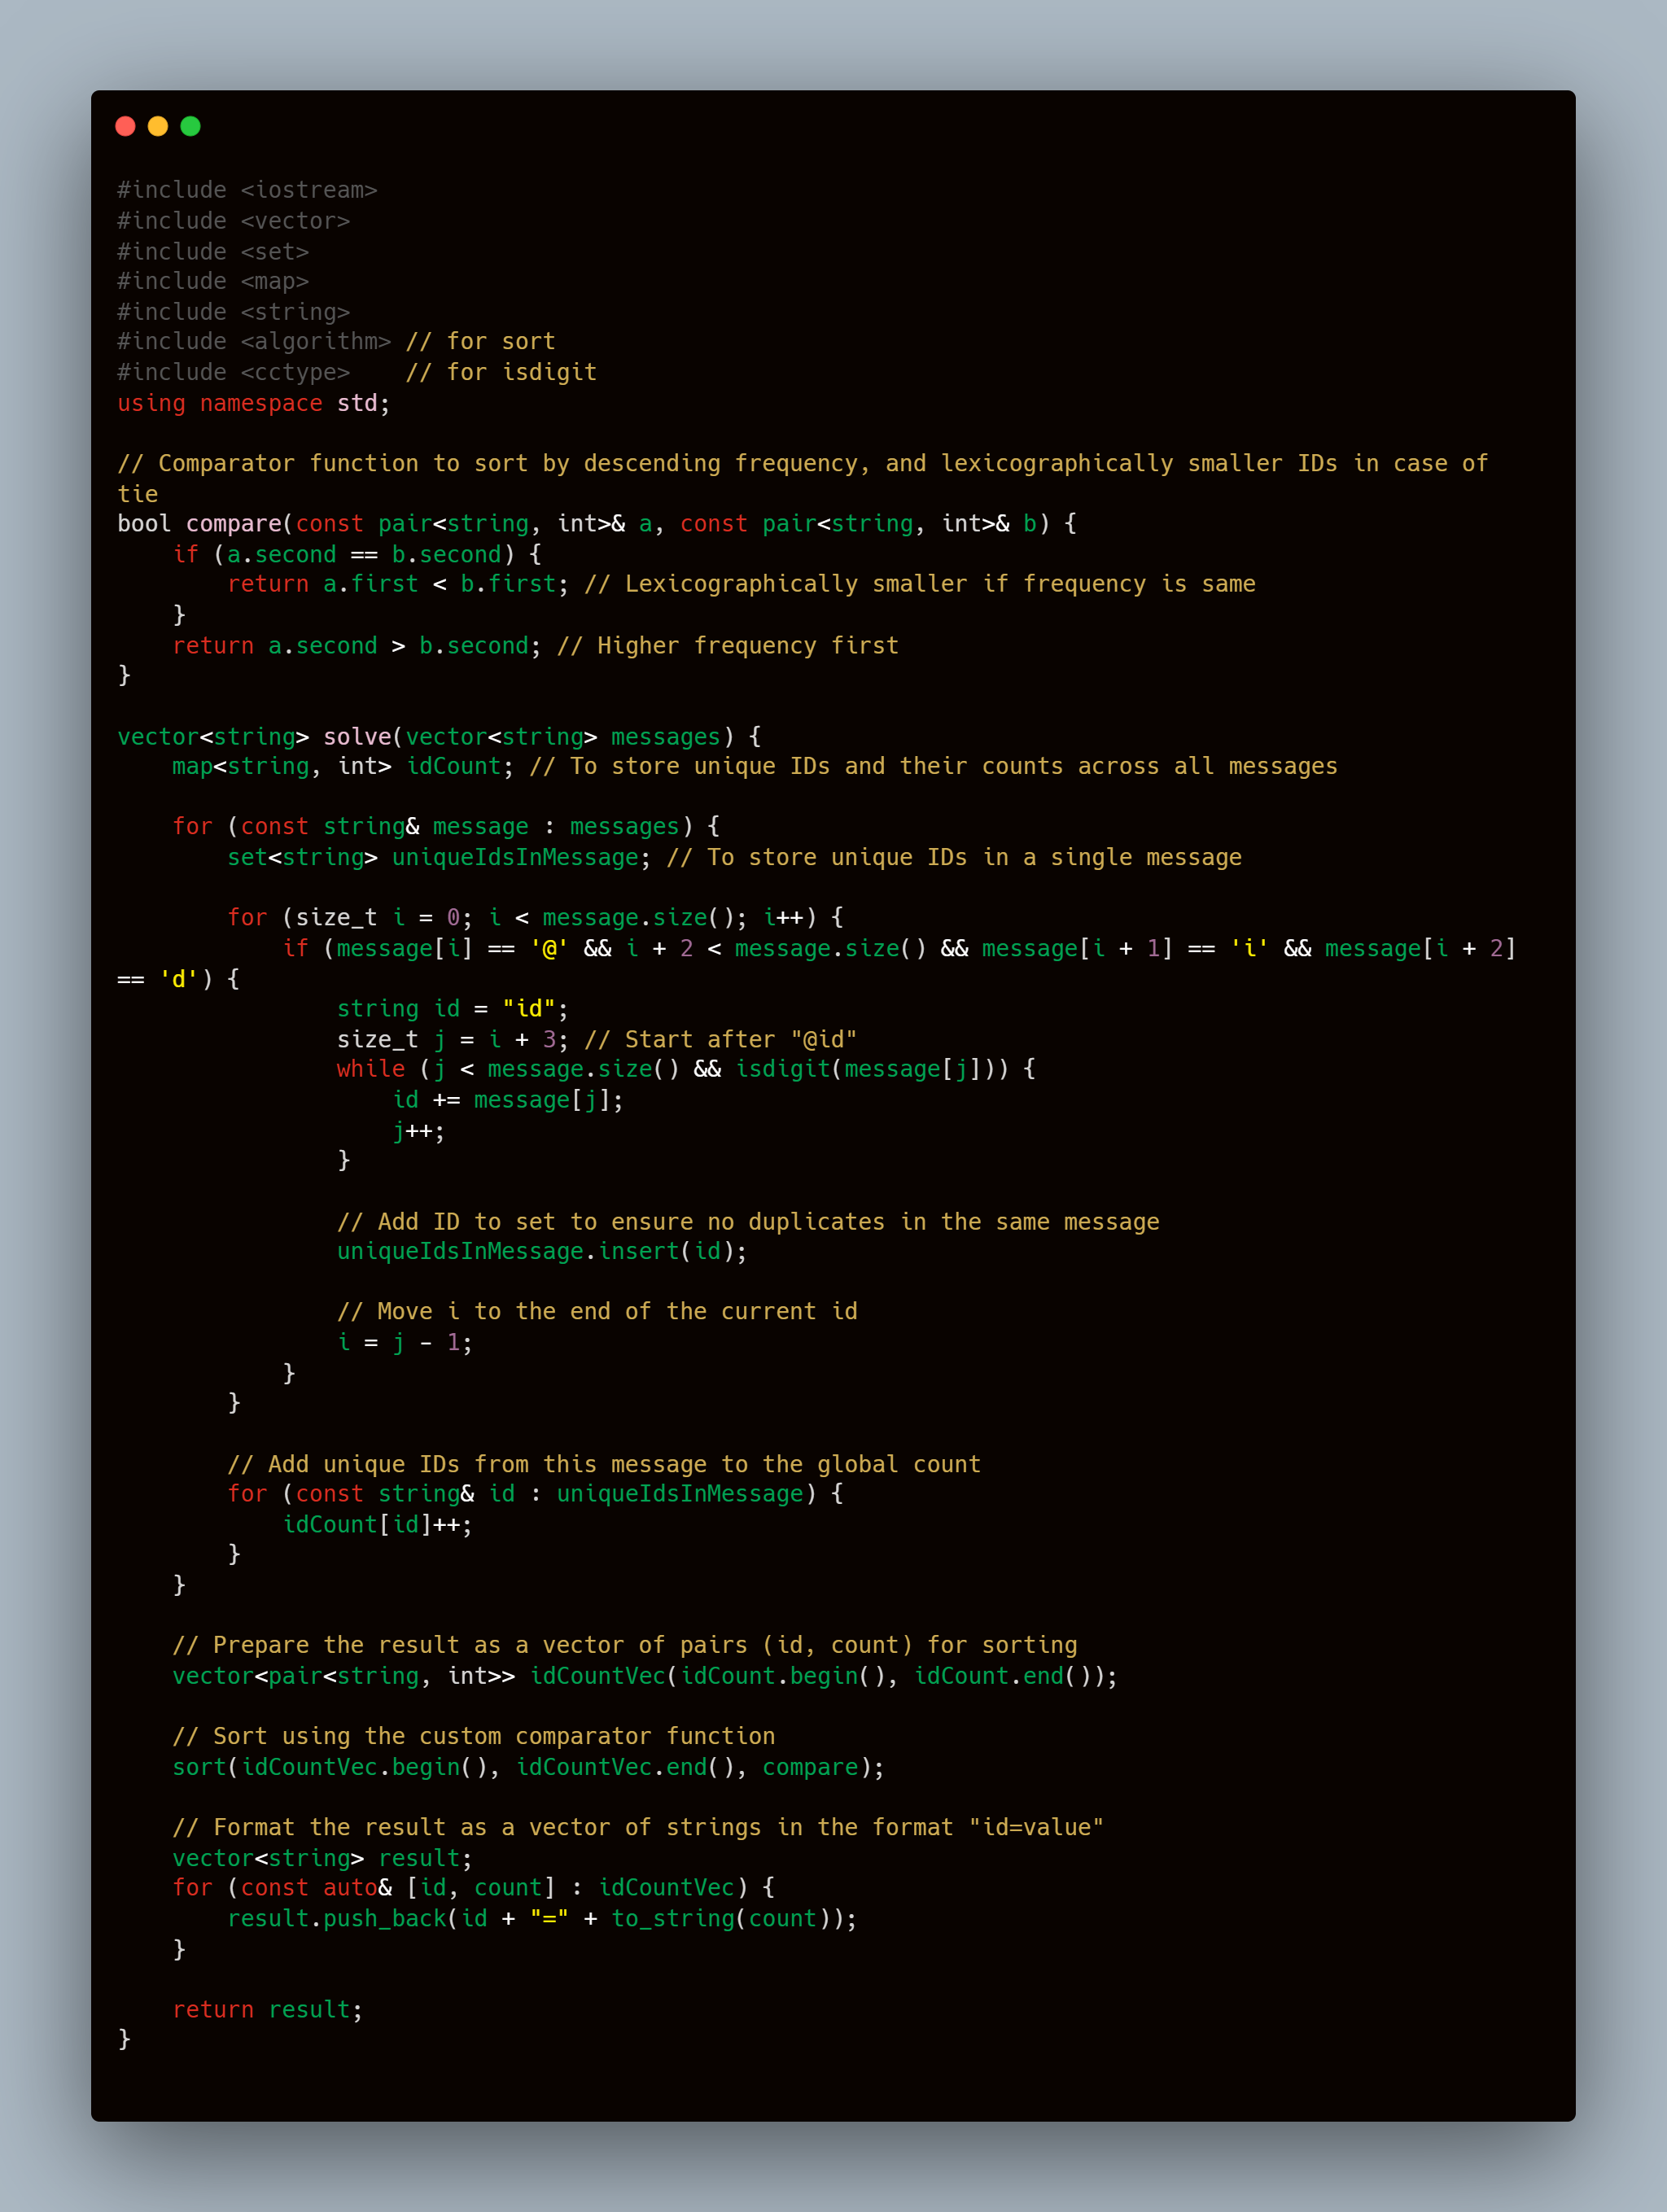 #include <iostream>
#include <vector>
#include <set>
#include <map>
#include <string>
#include <algorithm> // for sort
#include <cctype>    // for isdigit
using namespace std;

// Comparator function to sort by descending frequency, and lexicographically smaller IDs in case of
tie
bool compare(const pair<string, int>& a, const pair<string, int>& b) {
    if (a.second == b.second) {
        return a.first < b.first; // Lexicographically smaller if frequency is same
    }
    return a.second > b.second; // Higher frequency first
}

vector<string> solve(vector<string> messages) {
    map<string, int> idCount; // To store unique IDs and their counts across all messages

    for (const string& message : messages) {
        set<string> uniqueIdsInMessage; // To store unique IDs in a single message

        for (size_t i = 0; i < message.size(); i++) {
            if (message[i] == '@' && i + 2 < message.size() && message[i + 1] == 'i' && message[i + 2]
== 'd') {
                string id = "id";
                size_t j = i + 3; // Start after "@id"
                while (j < message.size() && isdigit(message[j])) {
                    id += message[j];
                    j++;
                }

                // Add ID to set to ensure no duplicates in the same message
                uniqueIdsInMessage.insert(id);

                // Move i to the end of the current id
                i = j - 1;
            }
        }

        // Add unique IDs from this message to the global count
        for (const string& id : uniqueIdsInMessage) {
            idCount[id]++;
        }
    }

    // Prepare the result as a vector of pairs (id, count) for sorting
    vector<pair<string, int>> idCountVec(idCount.begin(), idCount.end());

    // Sort using the custom comparator function
    sort(idCountVec.begin(), idCountVec.end(), compare);

    // Format the result as a vector of strings in the format "id=value"
    vector<string> result;
    for (const auto& [id, count] : idCountVec) {
        result.push_back(id + "=" + to_string(count));
    }

    return result;
}